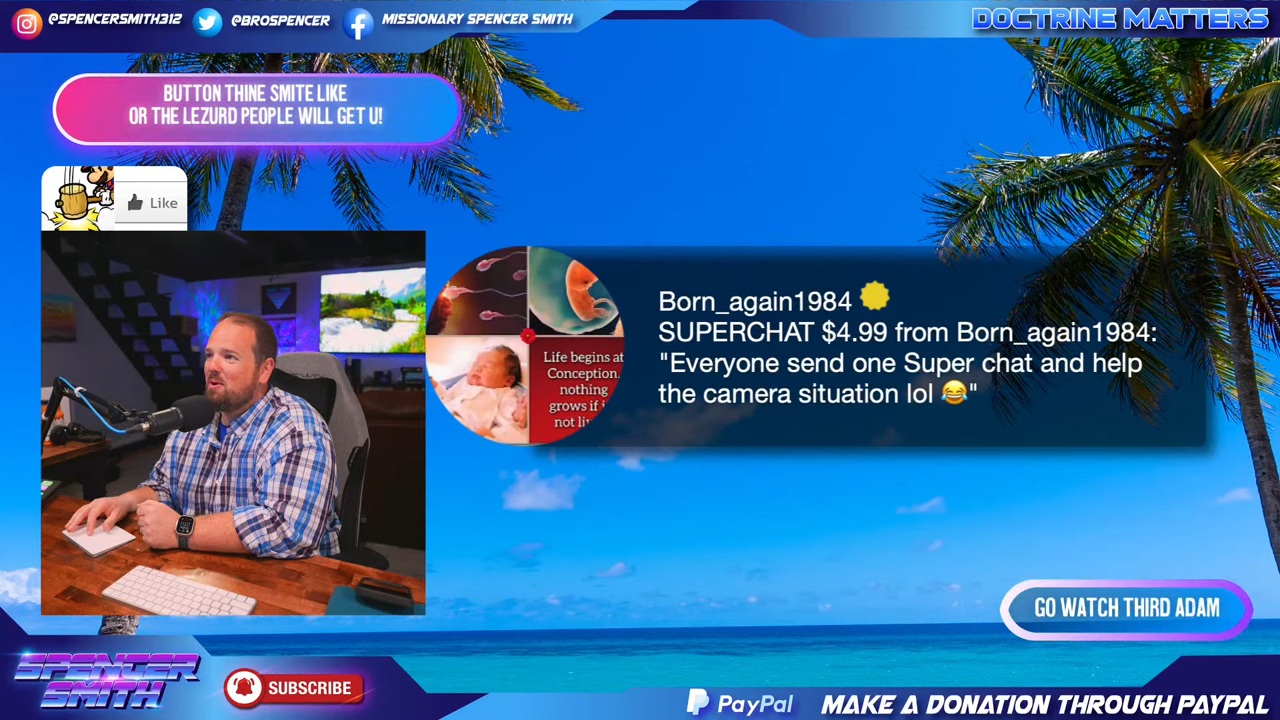 @SPENCERSMITH312
@BROSPENCER
MISSIONARY SPENCER SMITH
DOCTRINE MATTERS
BUTTON THINE SMITE LIKE
OR THE LEZURD PEOPLE WILL GET U!
Like
Life begins at
Conception.
nothing
grows if
not
Born_again1984
SUPERCHAT $4.99 from Born_again1984:
"Everyone send one Super chat and help
the camera situation lol 😂"
GO WATCH THIRD ADAM
SPENCER
SMITH
SUBSCRIBE
PayPal
MAKE A DONATION THROUGH PAYPAL